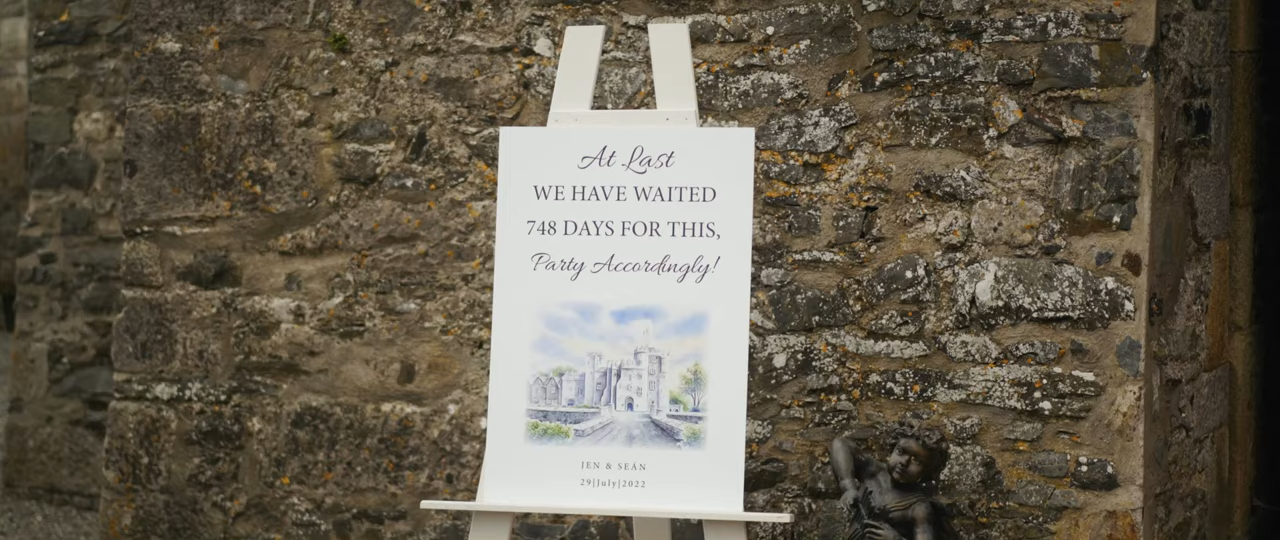 At Last
WE HAVE WAITED
748 DAYS FOR THIS,
Party Accordingly!
JEN & SEÁN
29|July|2022